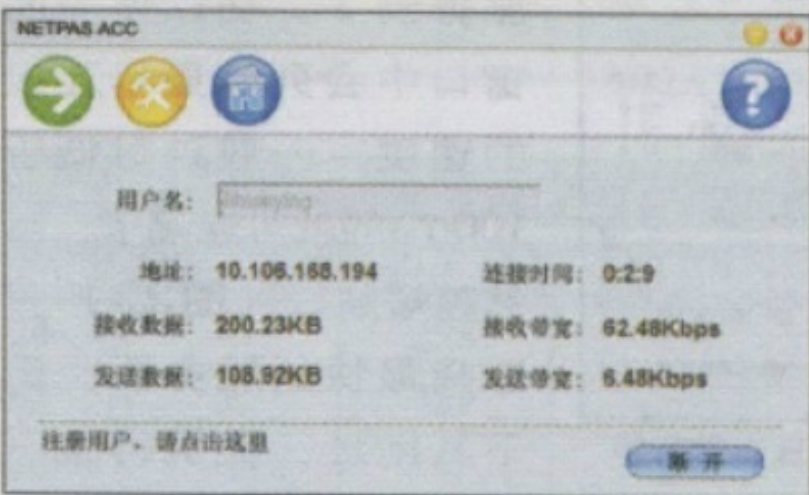 NETPAS ACC
用户名:
地址: 10.106.168.194 连接时间: 0:2:9
接收数据: 200.23KB 接收带宽: 62.48Kbps
发送数据: 108.92KB 发送带宽: 6.48Kbps
注册用户，请点击这里
断开